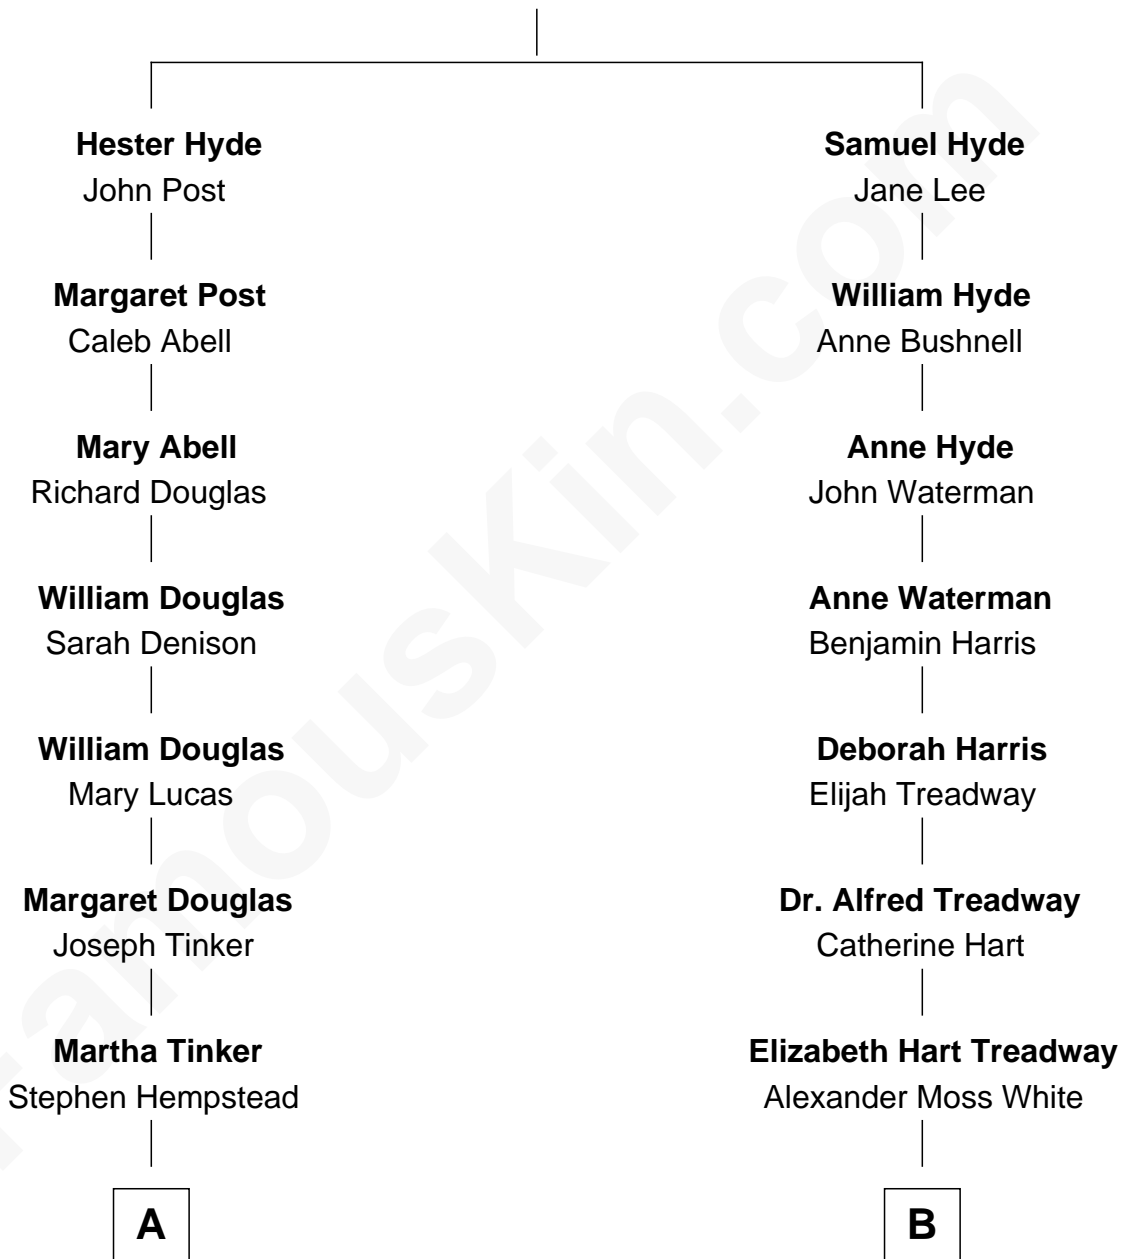 Hester Hyde
John Post
Margaret Post
Caleb Abell
Mary Abell
Richard Douglas
William Douglas
Sarah Denison
William Douglas
Mary Lucas
Margaret Douglas
Joseph Tinker
Martha Tinker
Stephen Hempstead
A
Samuel Hyde
Jane Lee
William Hyde
Anne Bushnell
Anne Hyde
John Waterman
Anne Waterman
Benjamin Harris
Deborah Harris
Elijah Treadway
Dr. Alfred Treadway
Catherine Hart
Elizabeth Hart Treadway
Alexander Moss White
B
FamousKin.com